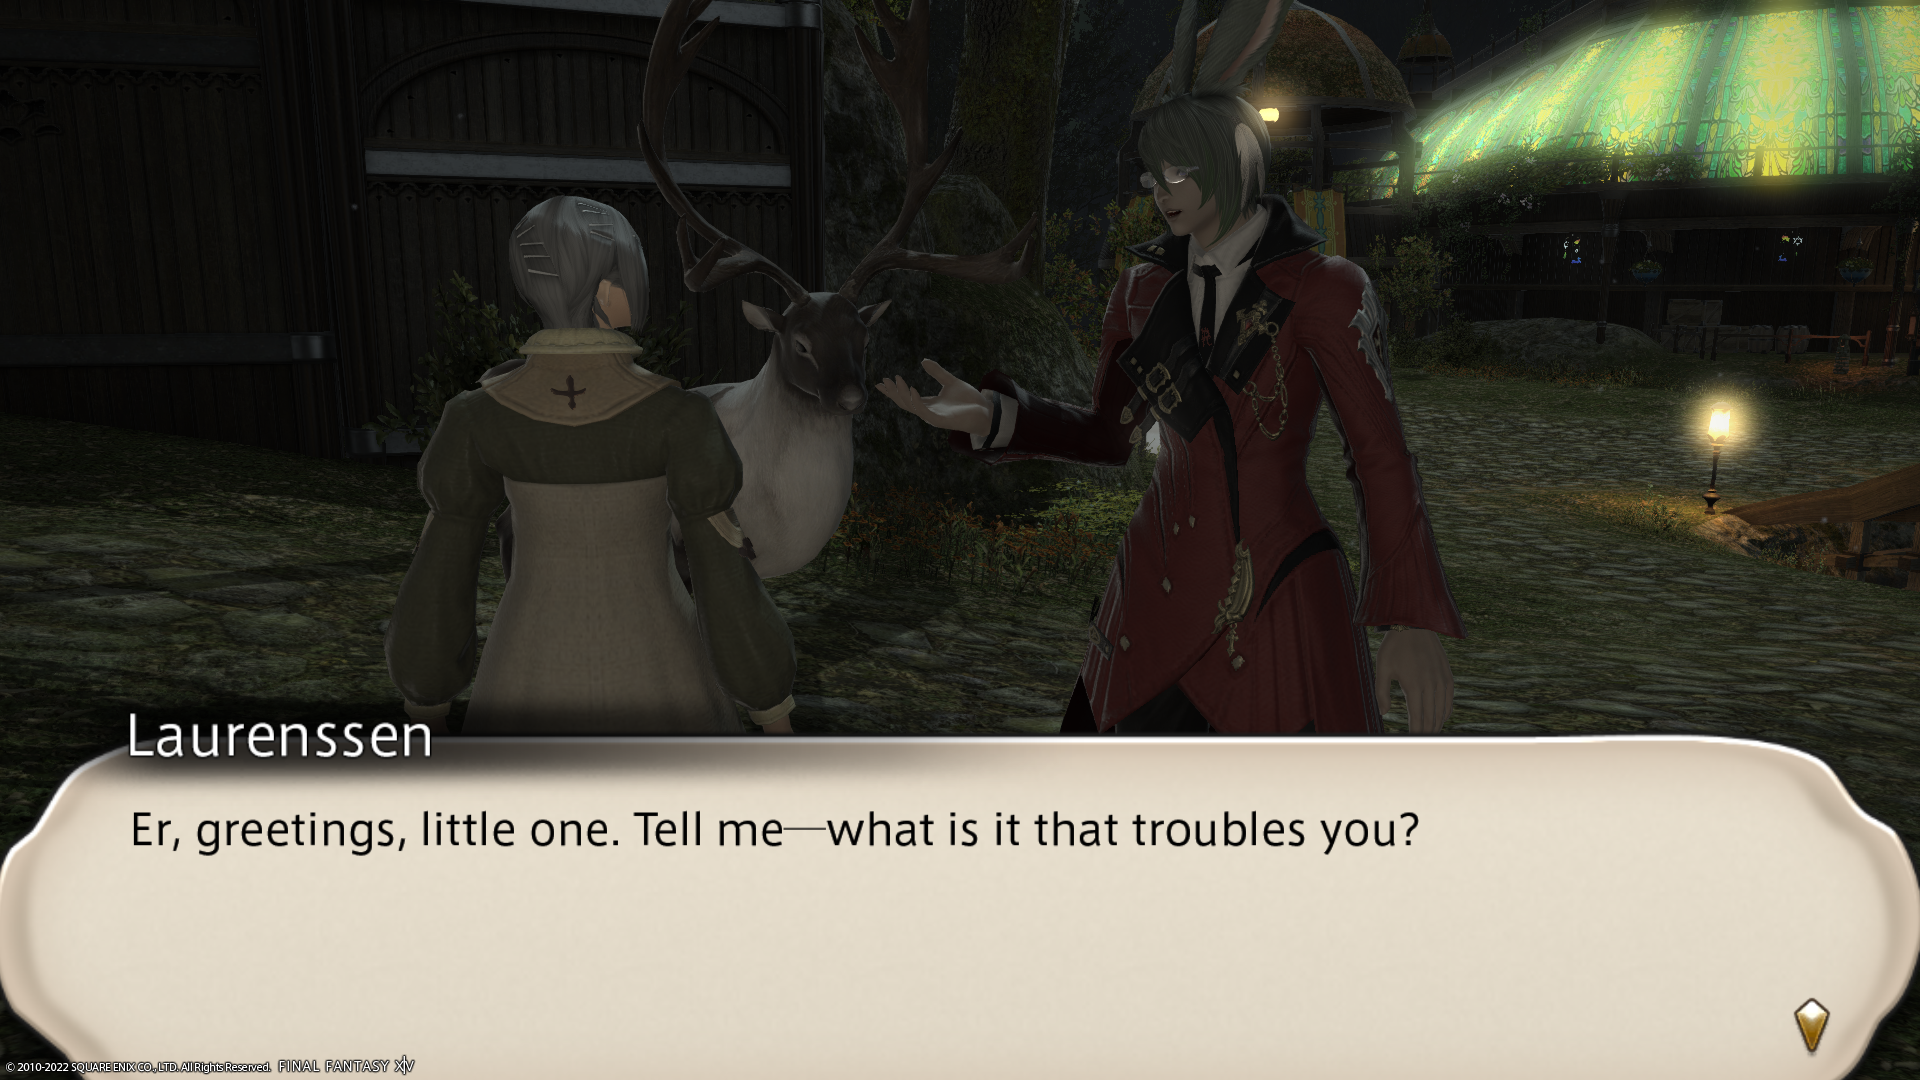 Laurenssen
Er, greetings, little one. Tell me—what is it that troubles you?
© 2010-2022 SQUARE ENIX CO., LTD. All Rights Reserved. FINAL FANTASY XIV